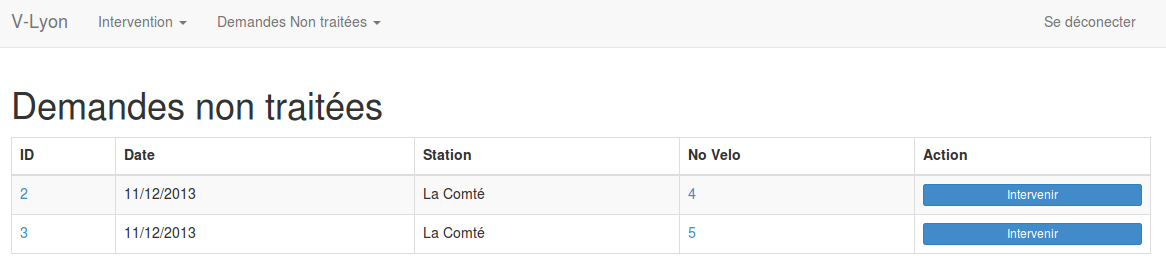 V-Lyon Intervention Demandes Non traitées Se déconecter
Demandes non traitées
ID Date Station No Velo Action
2 11/12/2013 La Comté 4 Intervenir
3 11/12/2013 La Comté 5 Intervenir